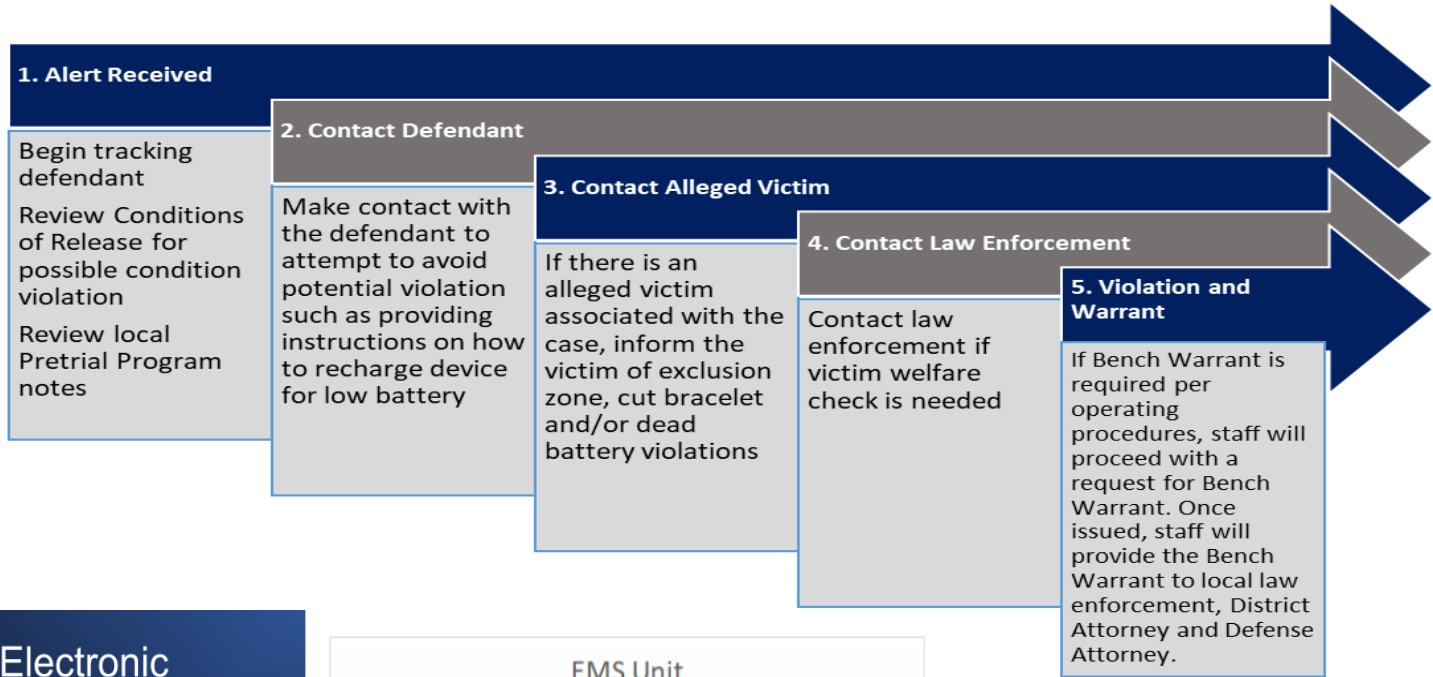 1. Alert Received
Begin tracking
defendant
Review Conditions
of Release for
possible condition
violation
Review local
Pretrial Program
notes
2. Contact Defendant
Make contact with
the defendant to
attempt to avoid
potential violation
such as providing
instructions on how
to recharge device
for low battery
3. Contact Alleged Victim
If there is an
alleged victim
associated with the
case, inform the
victim of exclusion
zone, cut bracelet
and/or dead
battery violations
4. Contact Law Enforcement
Contact law
enforcement if
victim welfare
check is needed
5. Violation and
Warrant
If Bench Warrant is
required per
operating
procedures, staff will
proceed with a
request for Bench
Warrant. Once
issued, staff will
provide the Bench
Warrant to local law
enforcement, District
Attorney and Defense
Attorney.
Electronic
EMS Unit